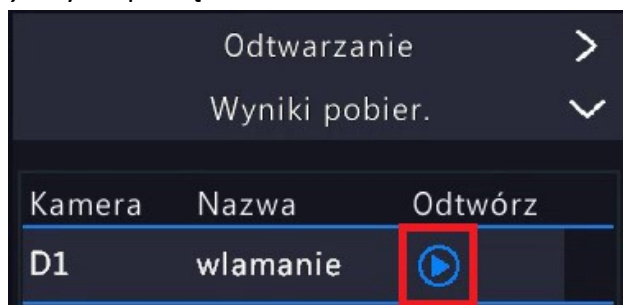 Odtwarzanie
Wyniki pobier.
Kamera Nazwa Odtwórz
D1 wlamanie